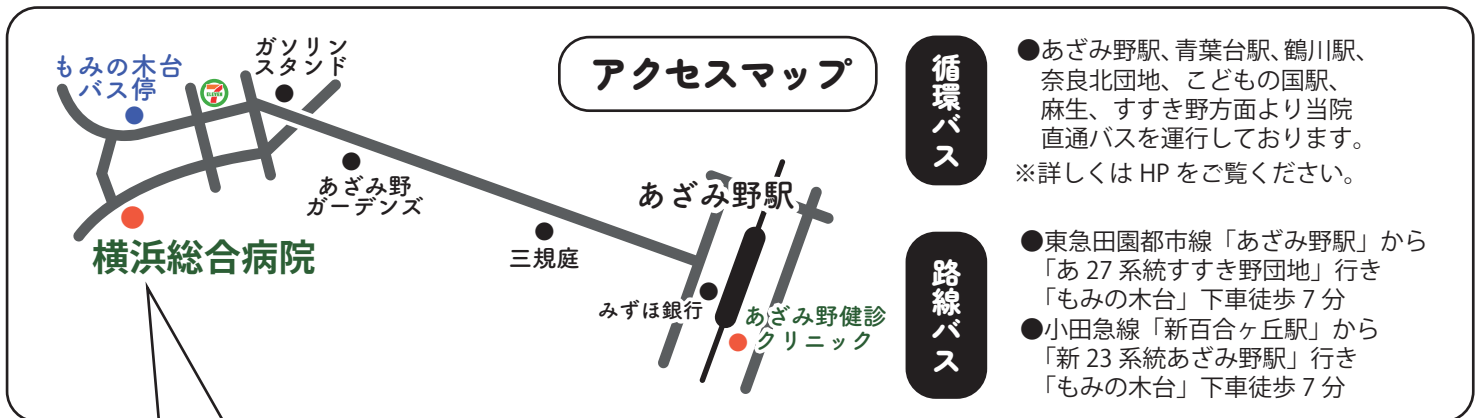 アクセスマップ
もみの木台
バス停
ガソリン
スタンド
7
ELEVEN
あざみ野
ガーデンズ
三規庭
あざみ野駅
みずほ銀行
あざみ野健診
クリニック
横浜総合病院
循環バス
●あざみ野駅、青葉台駅、鶴川駅、
奈良北団地、こどもの国駅、
麻生、すすき野方面より当院
直通バスを運行しております。
※詳しくは HP をご覧ください。
路線バス
●東急田園都市線「あざみ野駅」から
「あ 27 系統すすき野団地」行き
「もみの木台」下車徒歩 7 分
●小田急線「新百合ヶ丘駅」から
「新 23 系統あざみ野駅」行き
「もみの木台」下車徒歩 7 分